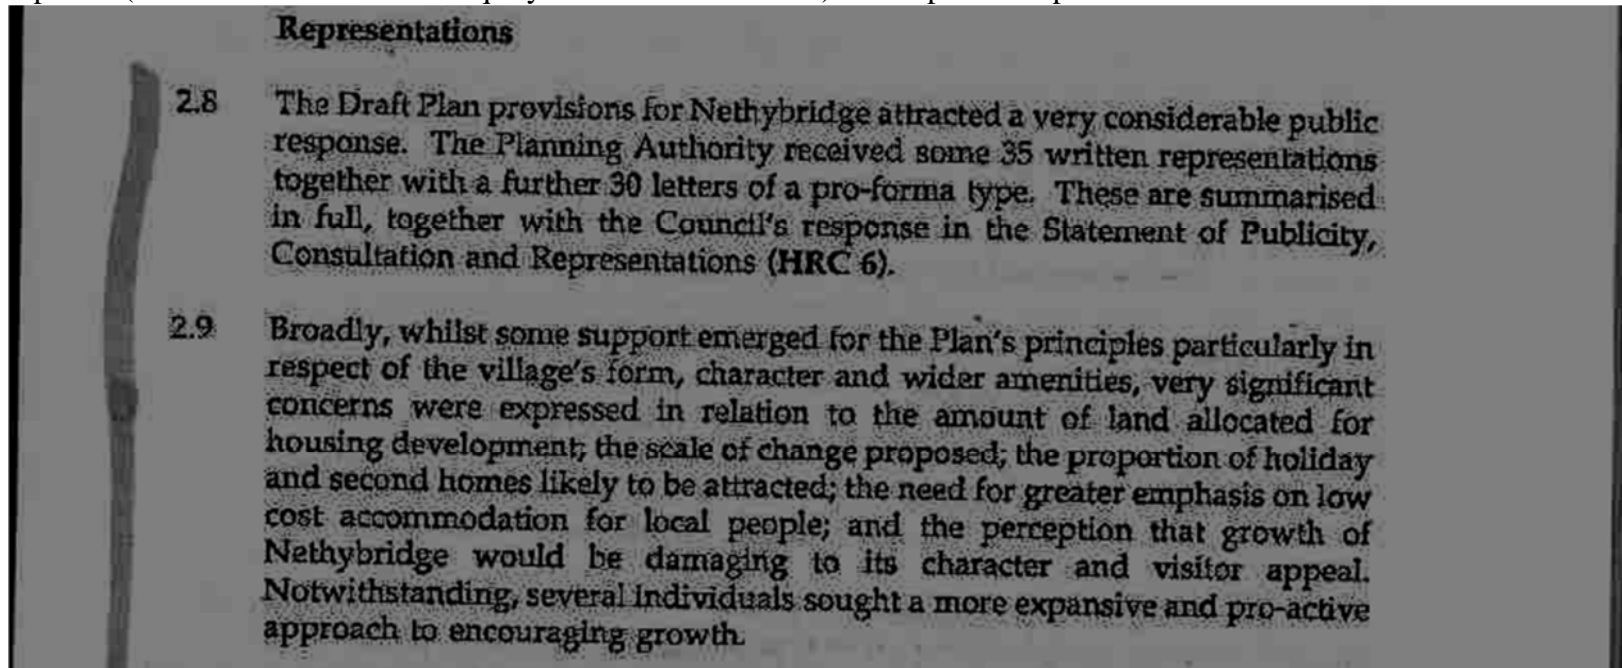 Representations
2.8 The Draft Plan provisions for Nethybridge attracted a very considerable public
response. The Planning Authority received some 35 written representations
together with a further 30 letters of a pro-forma type. These are summarised
in full, together with the Council's response in the Statement of Publicity,
Consultation and Representations (HRC 6).
2.9 Broadly, whilst some support emerged for the Plan's principles particularly in
respect of the village's form, character and wider amenities, very significant
concerns were expressed in relation to the amount of land allocated for
housing development; the scale of change proposed; the proportion of holiday
and second homes likely to be attracted; the need for greater emphasis on low
cost accommodation for local people; and the perception that growth of
Nethybridge would be damaging to its character and visitor appeal.
Notwithstanding, several individuals sought a more expansive and pro-active
approach to encouraging growth.